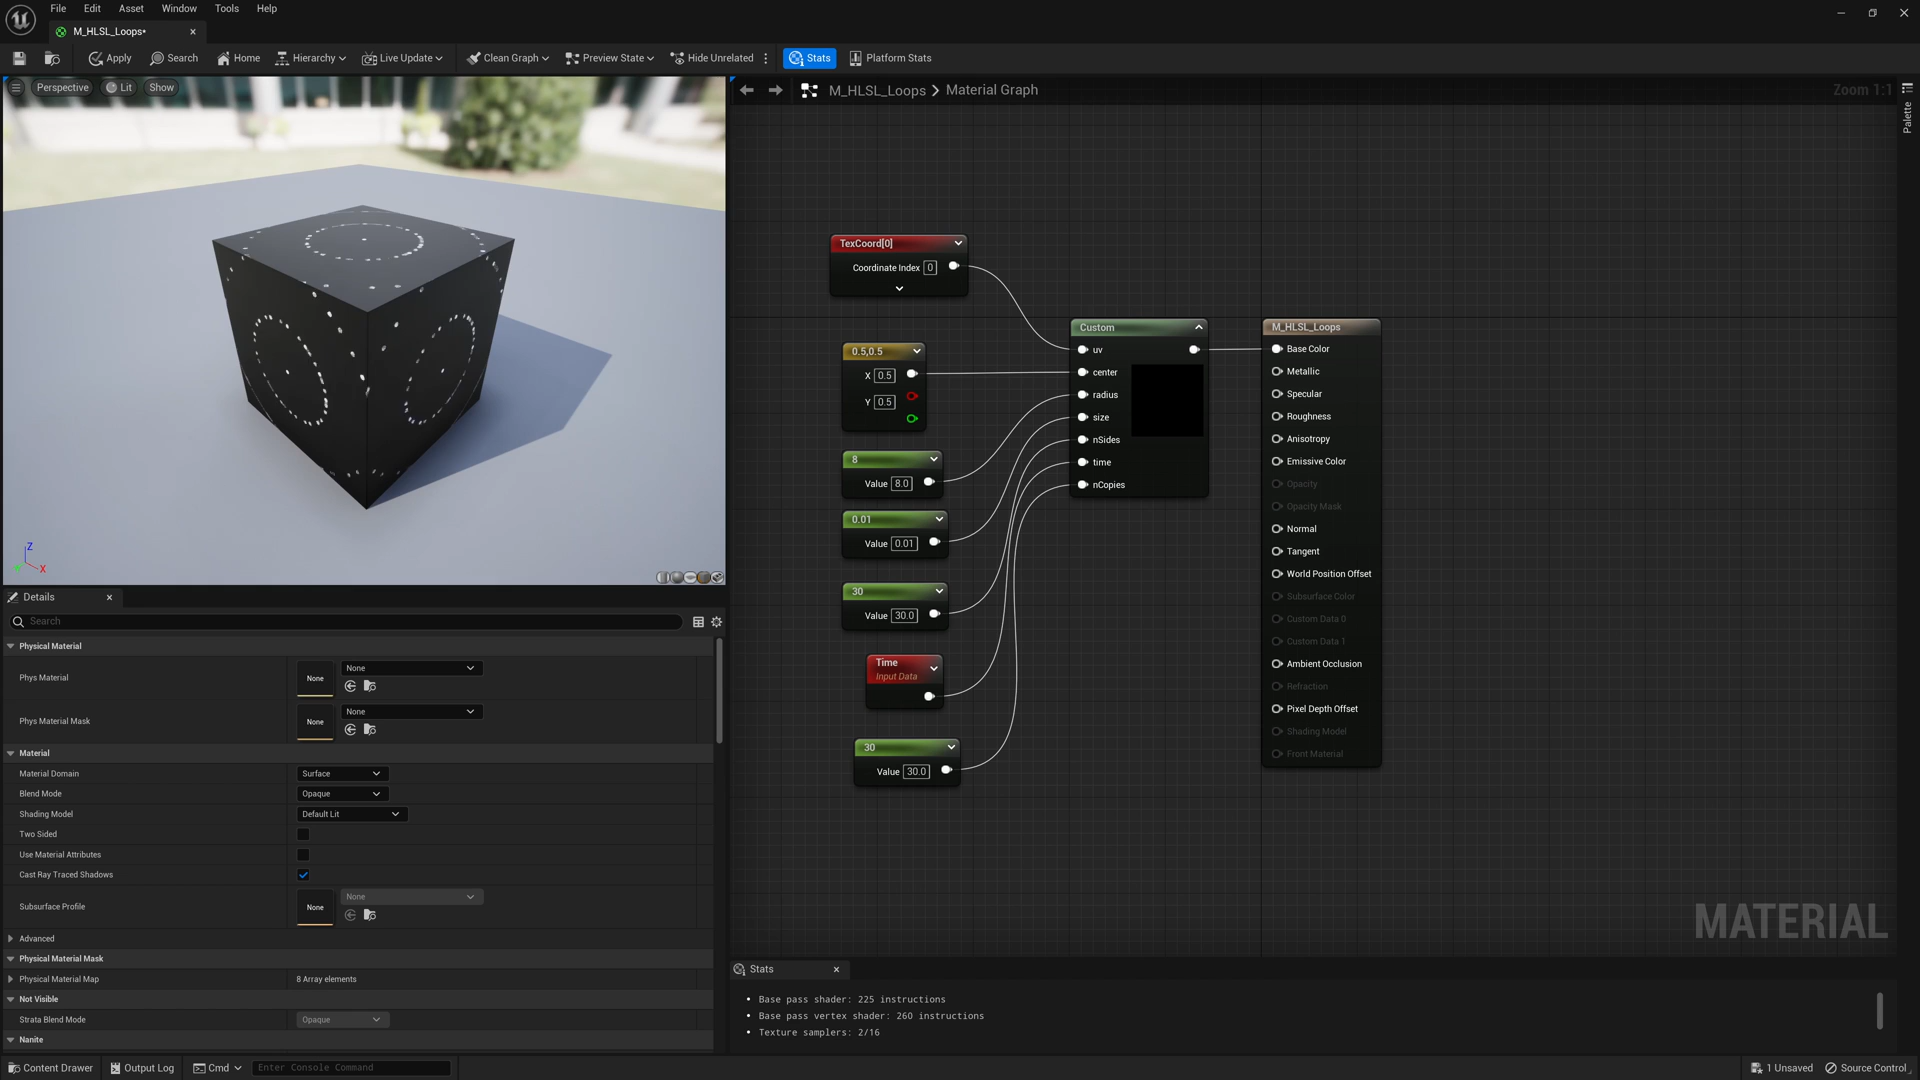 File Edit Asset Window Tools Help
M_HLSL_Loops•
Apply Search Home Hierarchy Live Update Clean Graph Preview State Hide Unrelated Stats Platform Stats
Perspective Lit Show
M_HLSL_Loops > Material Graph
Zoom 1:1
Palette
TexCoord[0]
Coordinate Index 0
0.5,0.5
X 0.5
Y 0.5
8
Value 8.0
0.01
Value 0.01
30
Value 30.0
Time
Input Data
30
Value 30.0
Custom
uv
center
radius
size
nSides
time
nCopies
M_HLSL_Loops
Base Color
Metallic
Specular
Roughness
Anisotropy
Emissive Color
Opacity
Opacity Mask
Normal
Tangent
World Position Offset
Subsurface Color
Custom Data 0
Custom Data 1
Ambient Occlusion
Refraction
Pixel Depth Offset
Shading Model
Front Material
MATERIAL
Z
X
Details
Search
Physical Material
Phys Material None None
Phys Material Mask None None
Material
Material Domain Surface
Blend Mode Opaque
Shading Model Default Lit
Two Sided
Use Material Attributes
Cast Ray Traced Shadows
Subsurface Profile None None
Advanced
Physical Material Mask
Physical Material Map 8 Array elements
Not Visible
Strata Blend Mode Opaque
Nanite
Stats
• Base pass shader: 225 instructions
• Base pass vertex shader: 260 instructions
• Texture samplers: 2/16
Content Drawer Output Log Cmd Enter Console Command 1 Unsaved Source Control